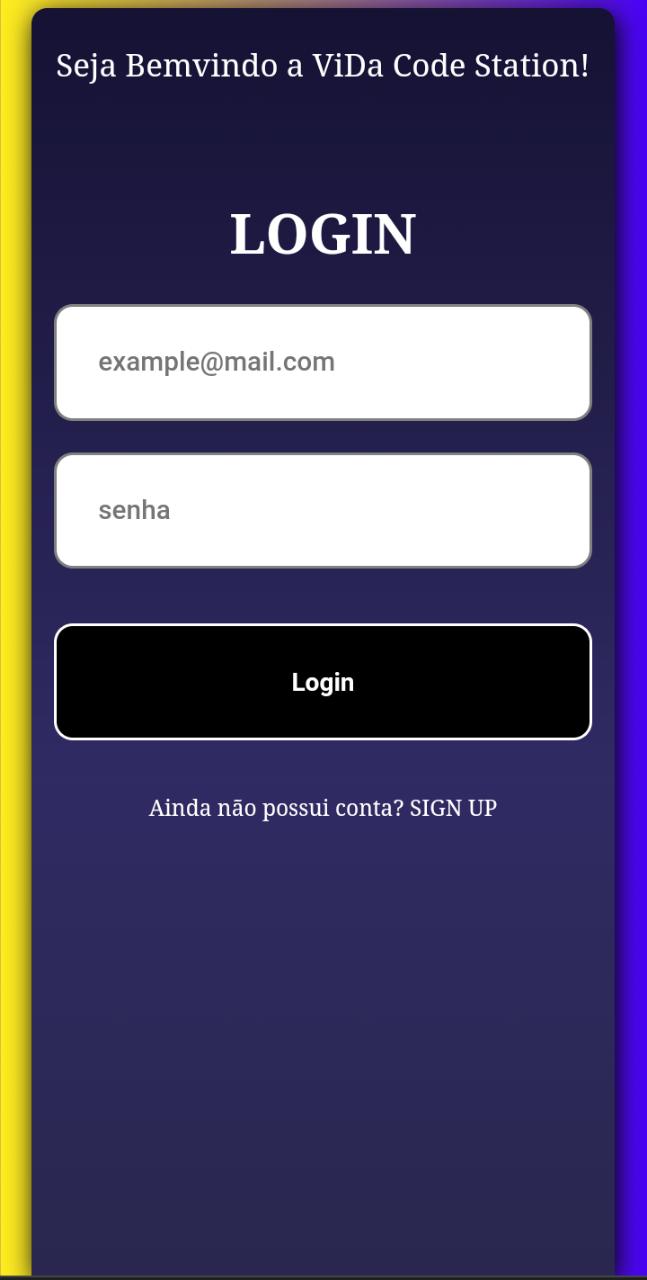 Seja Bemvindo a ViDa Code Station!
LOGIN
example@mail.com
senha
Login
Ainda não possui conta? SIGN UP